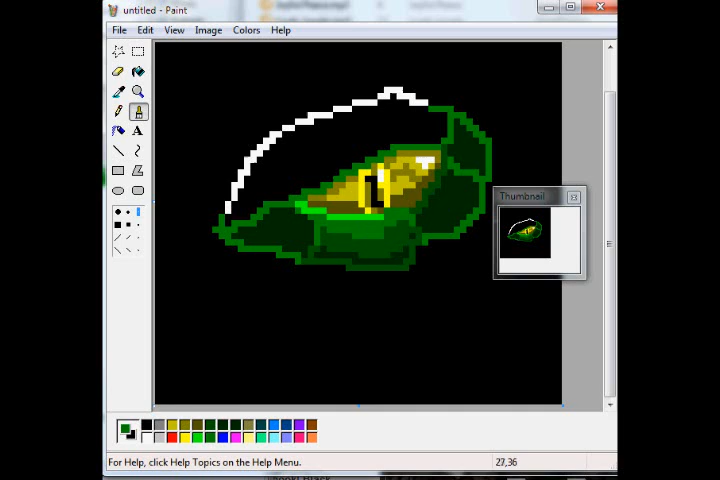 untitled - Paint
File Edit View Image Colors Help
A
Thumbnail
For Help, click Help Topics on the Help Menu.
27,36